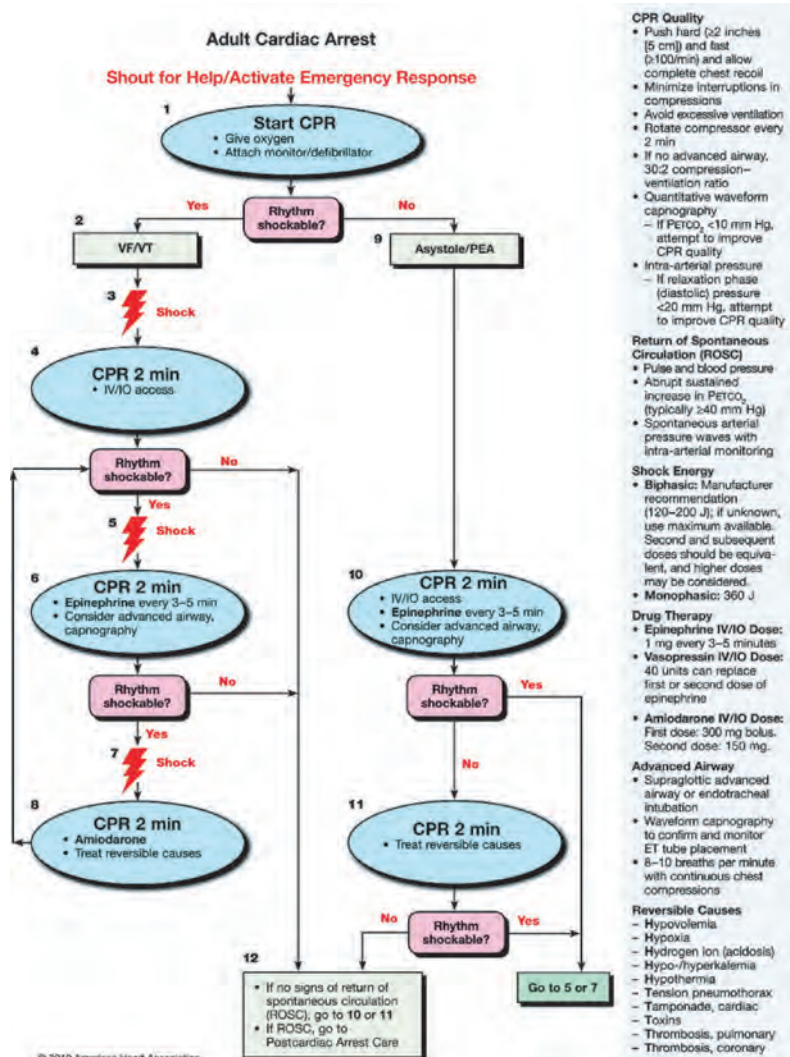 Adult Cardiac Arrest
Shout for Help/Activate Emergency Response
1
Start CPR
• Give oxygen
• Attach monitor/defibrillator
Rhythm
shockable?
Yes
No
2
VF/VT
9
Asystole/PEA
3
Shock
4
CPR 2 min
• IV/IO access
Rhythm
shockable?
No
Yes
5
Shock
6
CPR 2 min
• Epinephrine every 3–5 min
• Consider advanced airway,
capnography
Rhythm
shockable?
No
Yes
7
Shock
8
CPR 2 min
• Amiodarone
• Treat reversible causes
10
CPR 2 min
• IV/IO access
• Epinephrine every 3–5 min
• Consider advanced airway,
capnography
Rhythm
shockable?
Yes
No
11
CPR 2 min
• Treat reversible causes
No
Rhythm
shockable?
Yes
12
• If no signs of return of
spontaneous circulation
(ROSC), go to 10 or 11
• If ROSC, go to
Postcardiac Arrest Care
Go to 5 or 7
CPR Quality
• Push hard (≥2 inches
[5 cm]) and fast
(≥100/min) and allow
complete chest recoil
• Minimize interruptions in
compressions
• Avoid excessive ventilation
• Rotate compressor every
2 min
• If no advanced airway,
30:2 compression–
ventilation ratio
• Quantitative waveform
capnography
– If PETCO₂ <10 mm Hg,
attempt to improve
CPR quality
• Intra-arterial pressure
– If relaxation phase
(diastolic) pressure
<20 mm Hg, attempt
to improve CPR quality
Return of Spontaneous
Circulation (ROSC)
• Pulse and blood pressure
• Abrupt sustained
increase in PETCO₂
(typically ≥40 mm Hg)
• Spontaneous arterial
pressure waves with
intra-arterial monitoring
Shock Energy
• Biphasic: Manufacturer
recommendation
(120–200 J); if unknown,
use maximum available.
Second and subsequent
doses should be equiva-
lent, and higher doses
may be considered.
• Monophasic: 360 J
Drug Therapy
• Epinephrine IV/IO Dose:
1 mg every 3–5 minutes
• Vasopressin IV/IO Dose:
40 units can replace
first or second dose of
epinephrine
• Amiodarone IV/IO Dose:
First dose: 300 mg bolus.
Second dose: 150 mg.
Advanced Airway
• Supraglottic advanced
airway or endotracheal
intubation
• Waveform capnography
to confirm and monitor
ET tube placement
• 8–10 breaths per minute
with continuous chest
compressions
Reversible Causes
– Hypovolemia
– Hypoxia
– Hydrogen ion (acidosis)
– Hypo-/hyperkalemia
– Hypothermia
– Tension pneumothorax
– Tamponade, cardiac
– Toxins
– Thrombosis, pulmonary
– Thrombosis, coronary